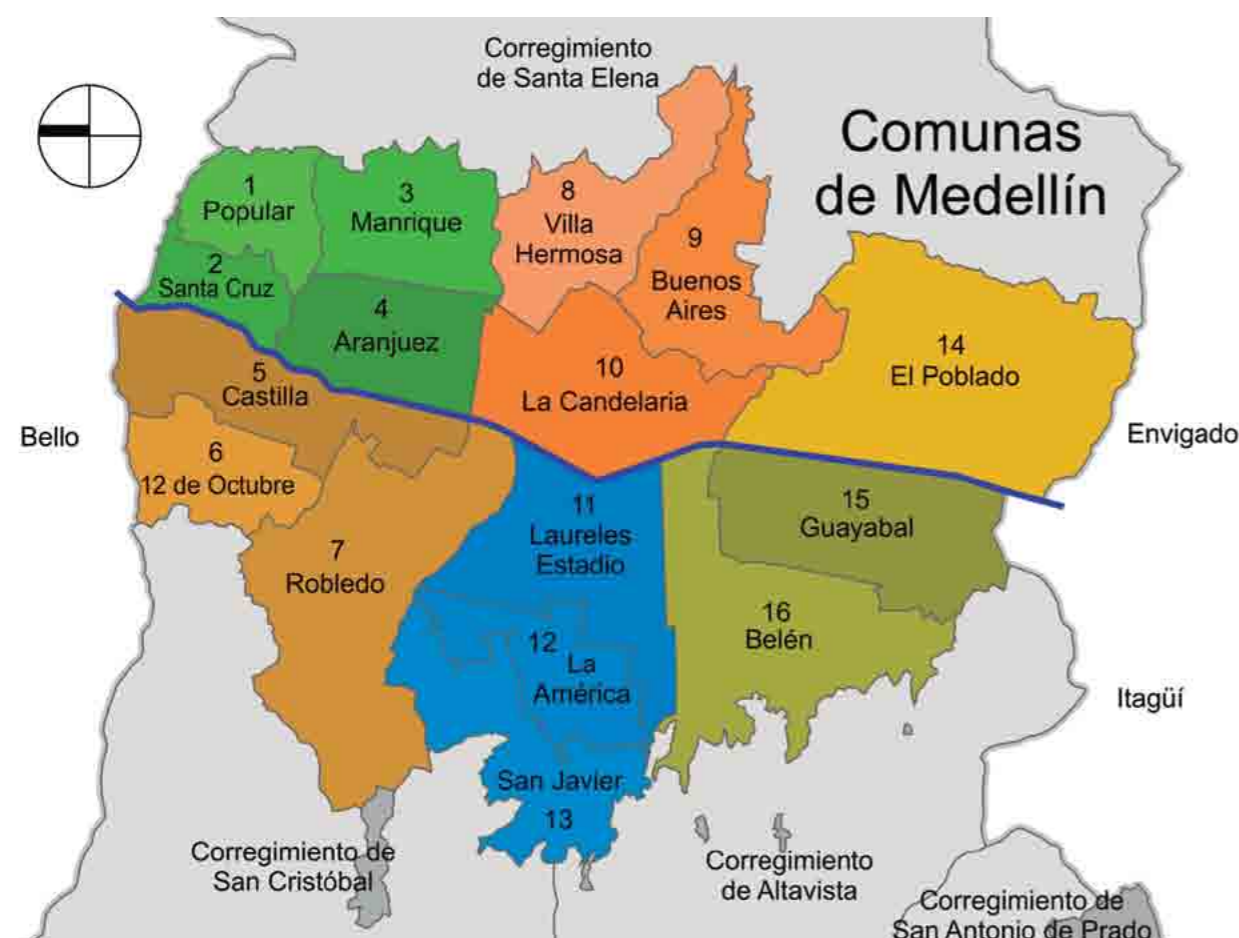 Corregimiento
de Santa Elena
Comunas
de Medellín
1
Popular
3
Manrique
8
Villa
Hermosa
9
Buenos
Aires
2
Santa Cruz
4
Aranjuez
5
Castilla
10
La Candelaria
14
El Poblado
Bello
Envigado
6
12 de Octubre
11
Laureles
Estadio
15
Guayabal
7
Robledo
16
Belén
12
La
América
Itagüí
San Javier
13
Corregimiento de
San Cristóbal
Corregimiento
de Altavista
Corregimiento de
San Antonio de Prado